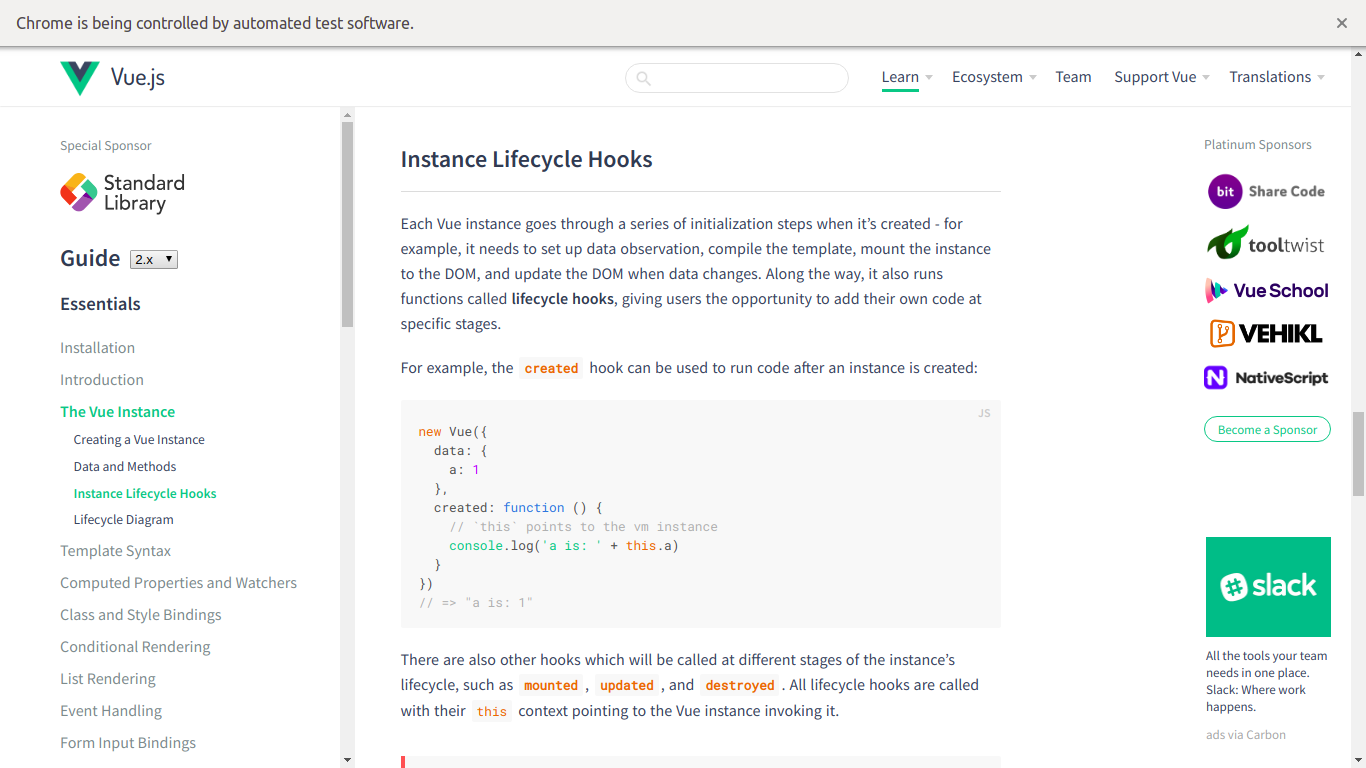 Chrome is being controlled by automated test software.
Vue.js
Learn
Ecosystem
Team
Support Vue
Translations
Special Sponsor
Standard
Library
Guide
2.x
Essentials
Installation
Introduction
The Vue Instance
Creating a Vue Instance
Data and Methods
Instance Lifecycle Hooks
Lifecycle Diagram
Template Syntax
Computed Properties and Watchers
Class and Style Bindings
Conditional Rendering
List Rendering
Event Handling
Form Input Bindings
Instance Lifecycle Hooks
Each Vue instance goes through a series of initialization steps when it’s created - for
example, it needs to set up data observation, compile the template, mount the instance
to the DOM, and update the DOM when data changes. Along the way, it also runs
functions called lifecycle hooks, giving users the opportunity to add their own code at
specific stages.
For example, the created hook can be used to run code after an instance is created:
JS
new Vue({
  data: {
    a: 1
  },
  created: function () {
    // `this` points to the vm instance
    console.log('a is: ' + this.a)
  }
})
// => "a is: 1"
There are also other hooks which will be called at different stages of the instance’s
lifecycle, such as mounted , updated , and destroyed . All lifecycle hooks are called
with their this context pointing to the Vue instance invoking it.
Platinum Sponsors
bit Share Code
tooltwist
Vue School
VEHIKL
NativeScript
Become a Sponsor
slack
All the tools your team
needs in one place.
Slack: Where work
happens.
ads via Carbon